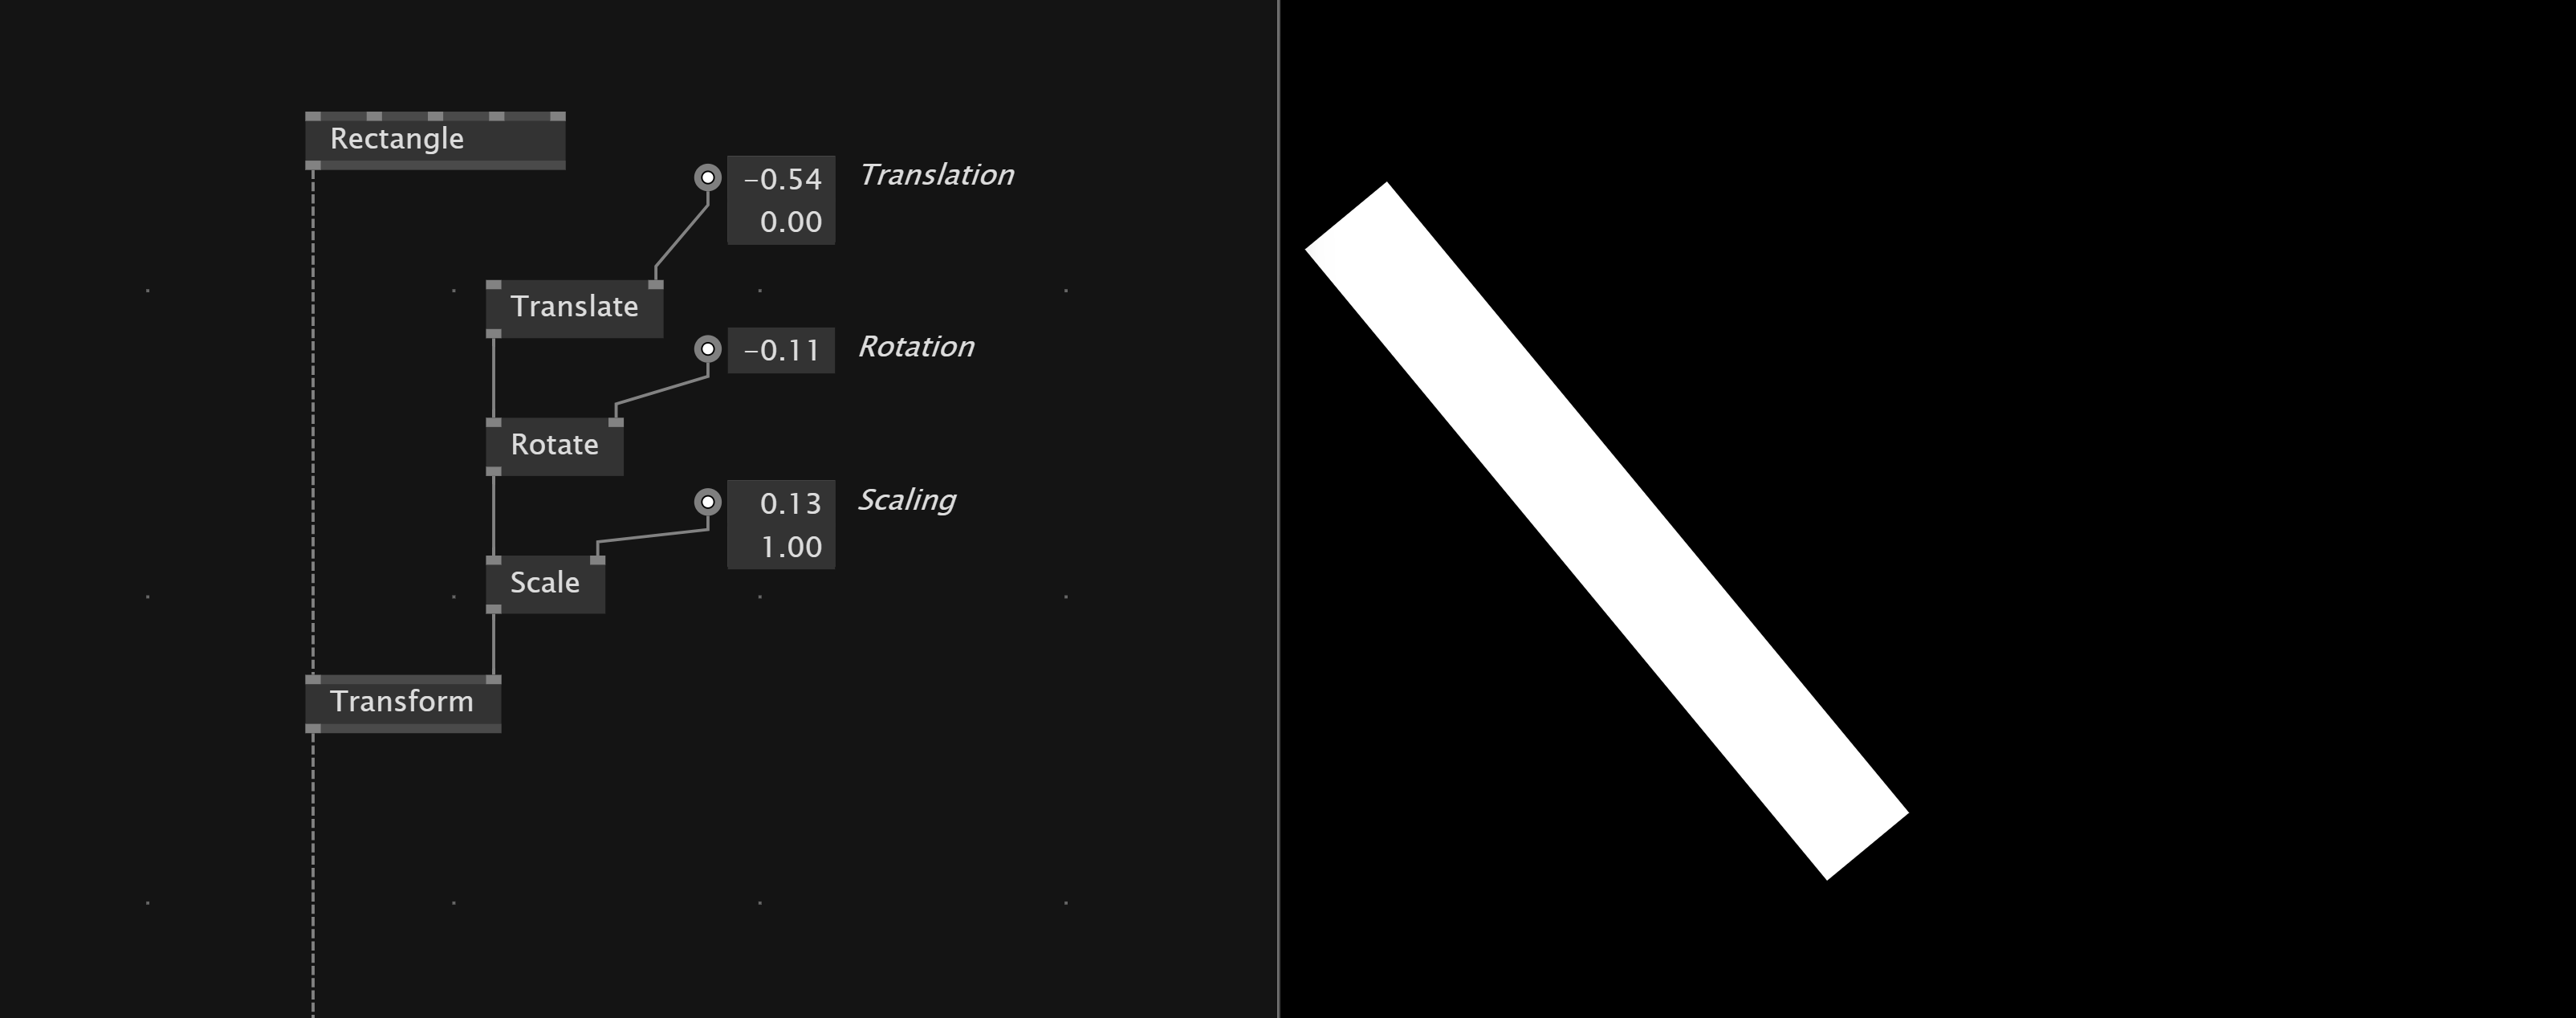 Rectangle
−0.54
0.00
Translation
Translate
−0.11
Rotation
Rotate
0.13
1.00
Scaling
Scale
Transform